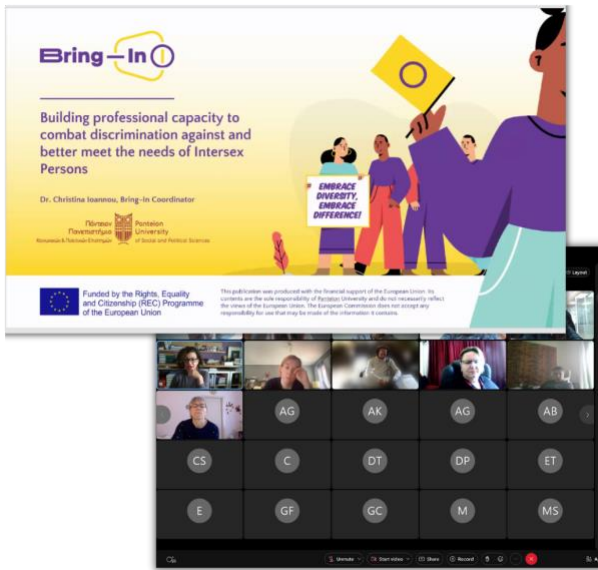 Bring-In
Building professional capacity to
combat discrimination against and
better meet the needs of Intersex
Persons
Dr. Christina Ioannou, Bring-In Coordinator
Πάντειον
Πανεπιστήμιο
Κοινωνικών & Πολιτικών Επιστημών
Panteion
University
of Social and Political Sciences
EMBRACE
DIVERSITY,
EMBRACE
DIFFERENCE!
Funded by the Rights, Equality
and Citizenship (REC) Programme
of the European Union
This publication was produced with the financial support of the European Union. Its
contents are the sole responsibility of Panteion University and do not necessarily reflect
the views of the European Union. The European Commission does not accept any
responsibility for use that may be made of the information it contains.
Layout
AG AK AG AB
CS C DT DP ET
E GF GC M MS
Unmute Start video Share Record